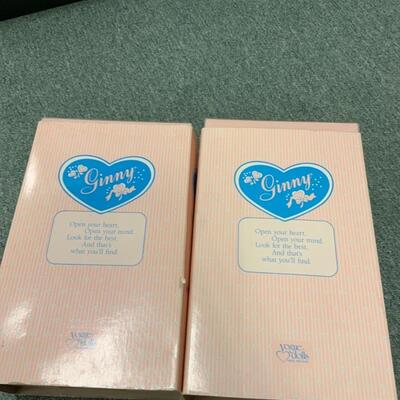 Ginny
Open your heart.
Open your mind.
Look for the best.
And that's
what you'll find.
Vogue
dolls
Ginny
Open your heart.
Open your mind.
Look for the best.
And that's
what you'll find.
Vogue
dolls